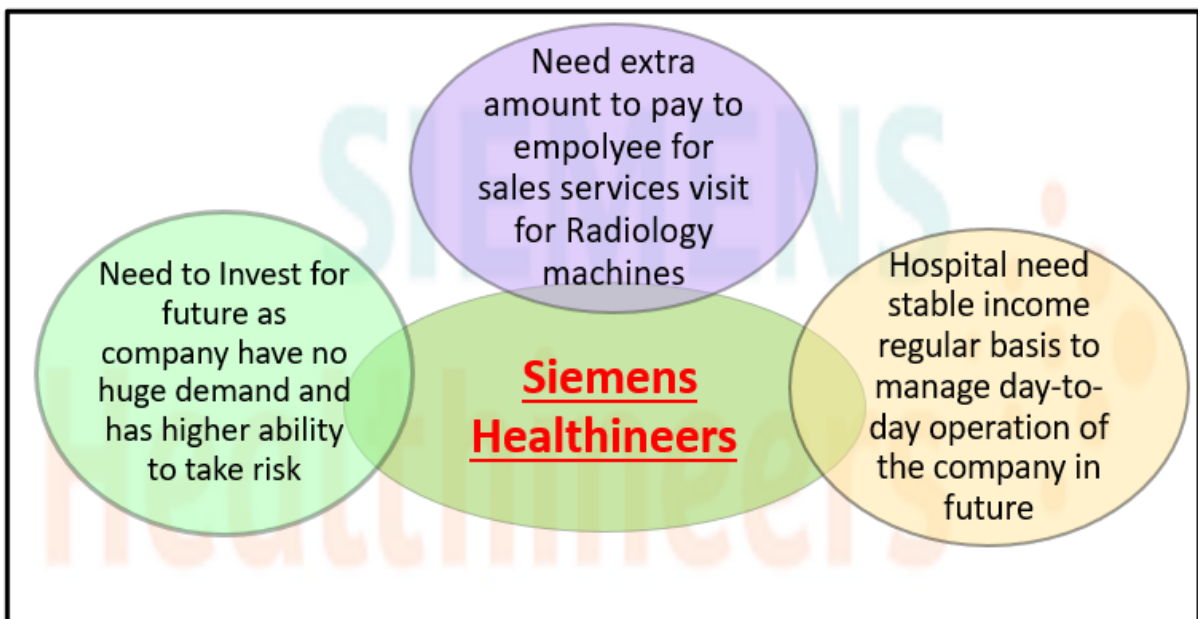 SIEMENS
Healthineers
Need extra
amount to pay to
empolyee for
sales services visit
for Radiology
machines
Need to Invest for
future as
company have no
huge demand and
has higher ability
to take risk
Siemens
Healthineers
Hospital need
stable income
regular basis to
manage day-to-
day operation of
the company in
future